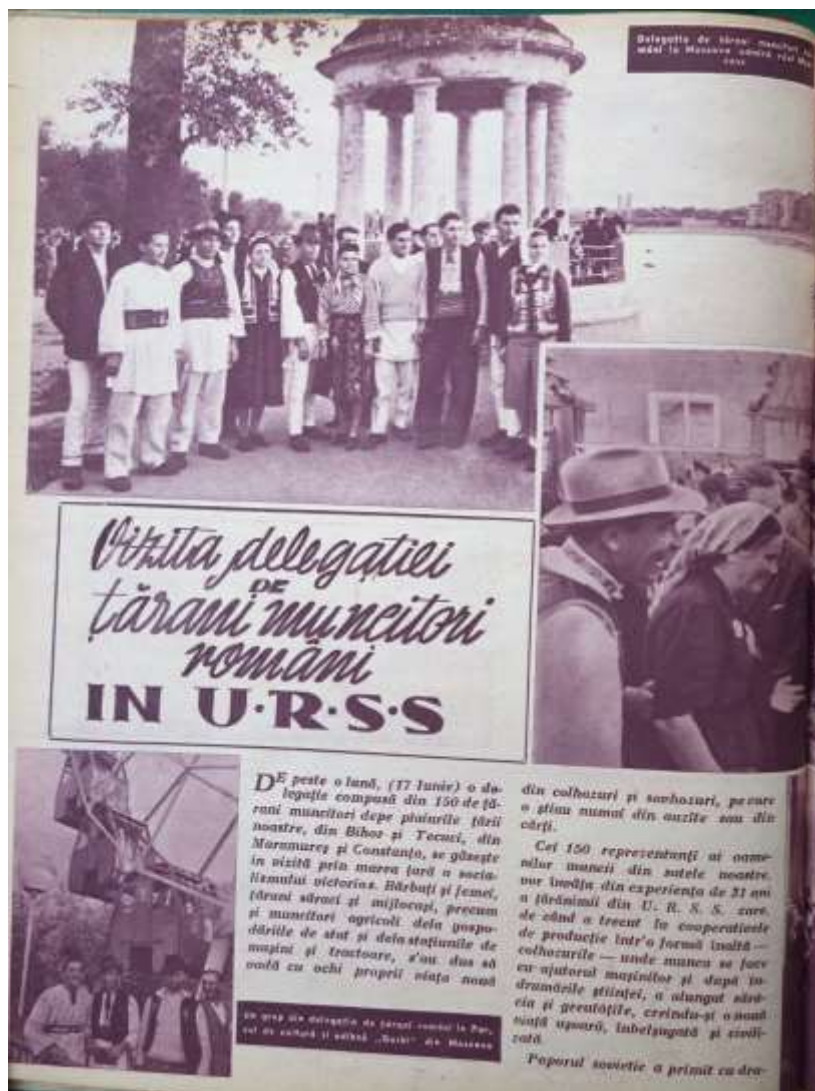 Delegația de țărani muncitori ro-
mâni la Moscova admiră râul Mos-
cova
Vizita delegației
DE
țărani muncitori
români
IN U.R.S.S
DE peste o lună, (17 Iunie) o de-
legație compusă din 150 de ță-
rani muncitori depe plaiurile țării
noastre, din Bihor și Tecuci, din
Maramureș și Constanța, se găsește
în vizită prin marea țară a socia-
lismului victorios. Bărbați și femei,
țărani săraci și mijlocași, precum
și muncitori agricoli dela gospo-
dăriile de stat și dela stațiunile de
mașini și tractoare, s'au dus să
vadă cu ochi proprii viața nouă
Un grup din delegația de țărani români în Par-
cul de cultură și odihnă „Gorki" din Moscova
din colhozuri și sovhozuri, pe care
o știau numai din auzite sau din
cărți.
Cei 150 reprezentanți ai oame-
nilor muncii din satele noastre,
vor învăța din experiența de 31 ani
a țărănimii din U. R. S. S. care,
de când a trecut la cooperativele
de producție într'o formă înaltă —
colhozurile — unde munca se face
cu ajutorul mașinilor și după în-
drumările științei, a alungat sără-
cia și greutățile, creindu-și o nouă
viață ușoară, îmbelșugată și civili-
zată.
Poporul sovietic a primit cu dra-